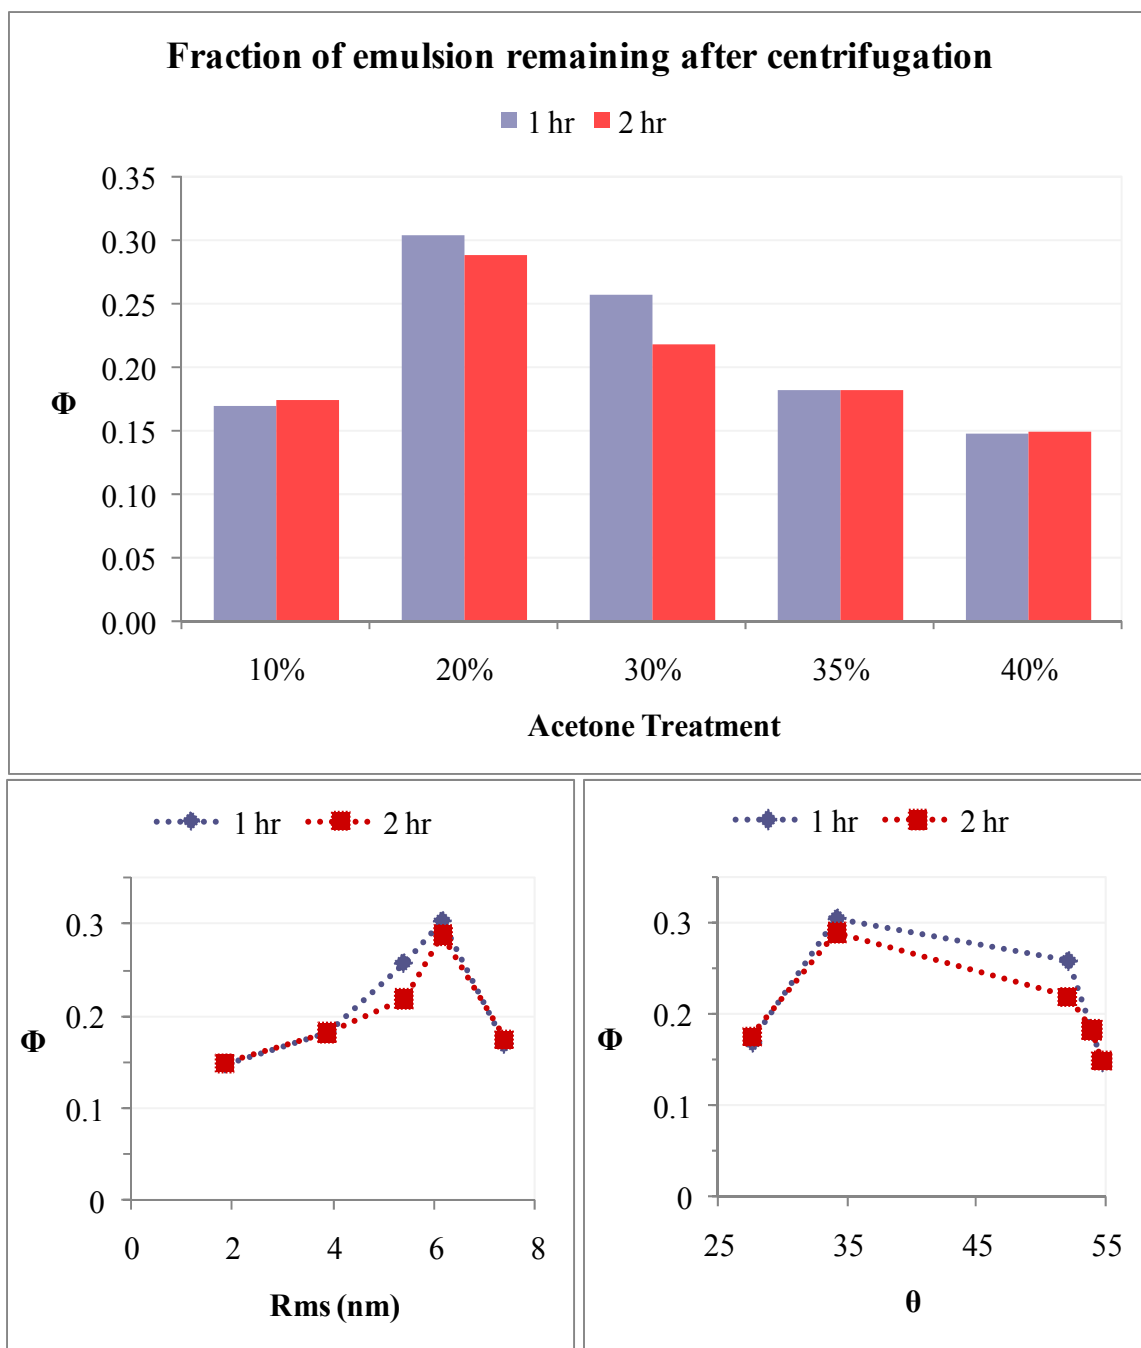 Fraction of emulsion remaining after centrifugation
1 hr 2 hr
0.35
0.30
0.25
0.20
Φ
0.15
0.10
0.05
0.00
10% 20% 30% 35% 40%
Acetone Treatment
1 hr 2 hr
0.3
0.2
Φ
0.1
0
0 2 4 6 8
Rms (nm)
1 hr 2 hr
0.3
0.2
Φ
0.1
0
25 35 45 55
θ